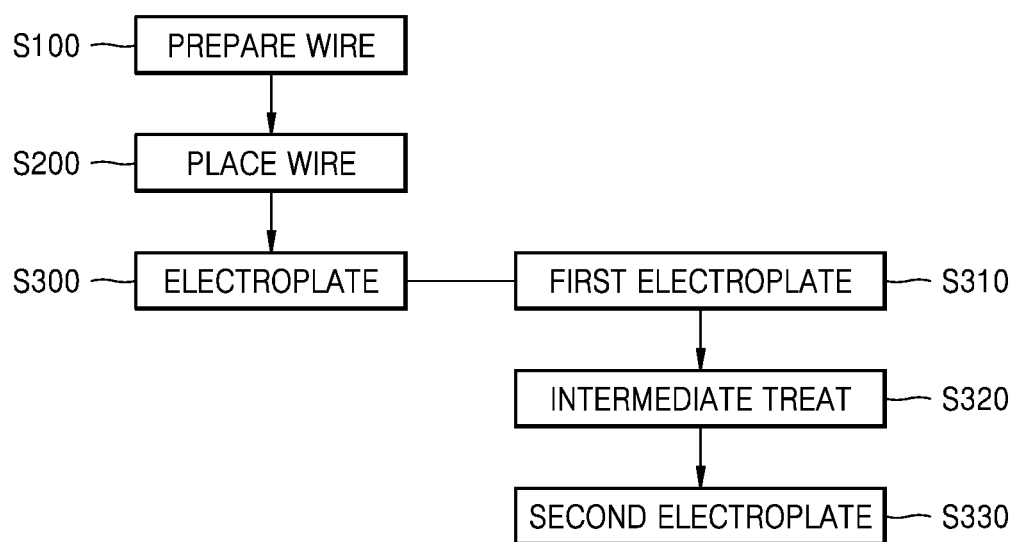 S100 PREPARE WIRE
S200 PLACE WIRE
S300 ELECTROPLATE FIRST ELECTROPLATE S310
INTERMEDIATE TREAT S320
SECOND ELECTROPLATE S330